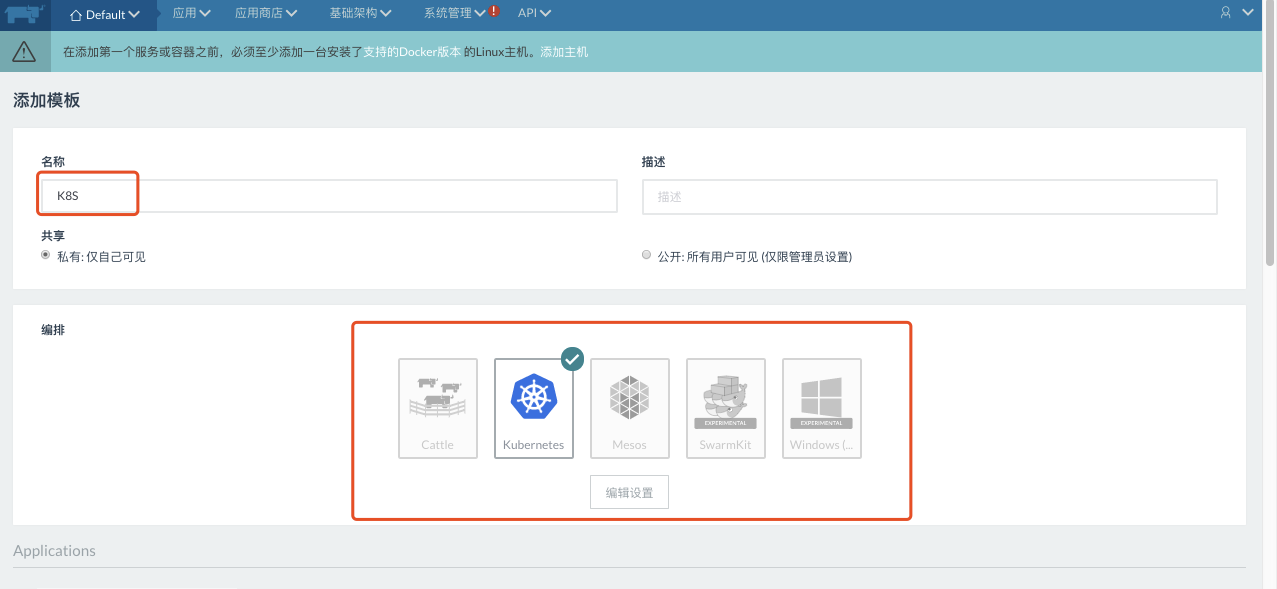 Default 应用 应用商店 基础架构 系统管理 ! API
在添加第一个服务或容器之前，必须至少添加一台安装了支持的Docker版本 的Linux主机。添加主机
添加模板
名称 描述
K8S 描述
共享
私有: 仅自己可见 公开: 所有用户可见 (仅限管理员设置)
编排
EXPERIMENTAL EXPERIMENTAL
Cattle Kubernetes Mesos SwarmKit Windows (...
编辑设置
Applications